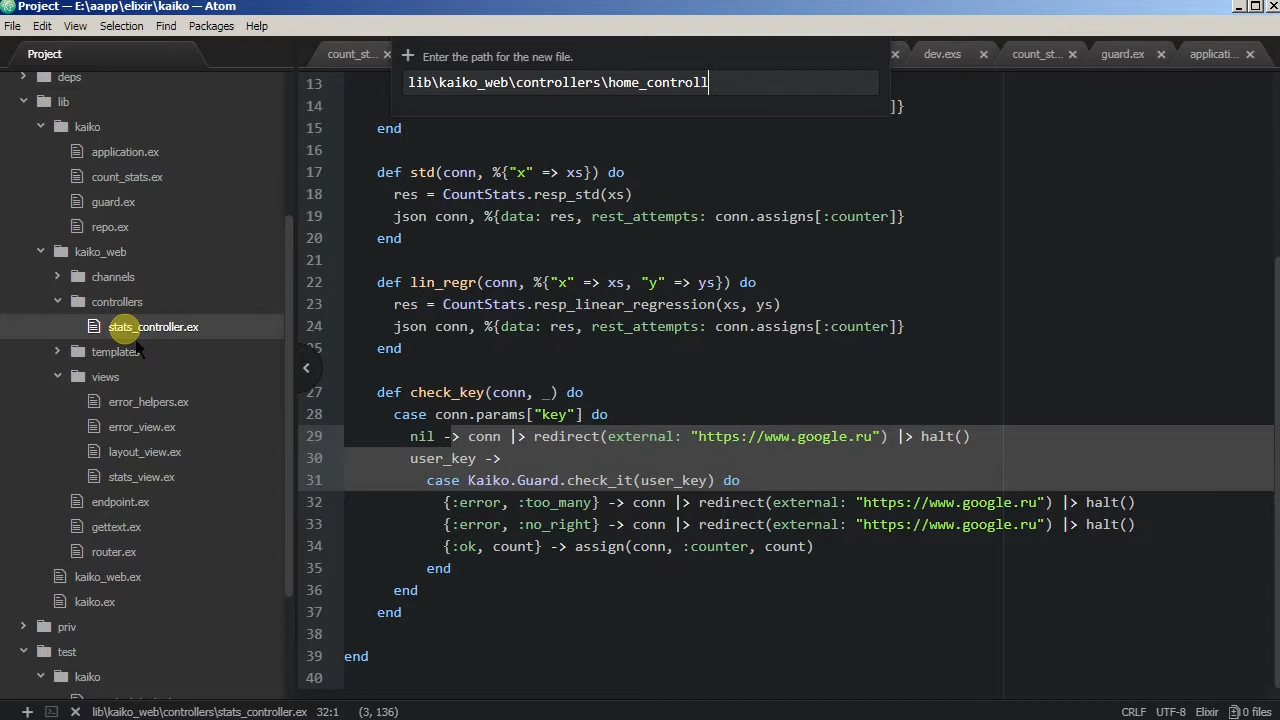 Project — E:\aapp\elixir\kaiko — Atom
File Edit View Selection Find Packages Help
Project
count_st...
dev.exs
count_st...
guard.ex
applicati...
Enter the path for the new file.
lib\kaiko_web\controllers\home_controll
deps
lib
kaiko
application.ex
count_stats.ex
guard.ex
repo.ex
kaiko_web
channels
controllers
stats_controller.ex
templates
views
error_helpers.ex
error_view.ex
layout_view.ex
stats_view.ex
endpoint.ex
gettext.ex
router.ex
kaiko_web.ex
kaiko.ex
priv
test
kaiko
13
14 ]}
15 end
16
17 def std(conn, %{"x" => xs}) do
18 res = CountStats.resp_std(xs)
19 json conn, %{data: res, rest_attempts: conn.assigns[:counter]}
20 end
21
22 def lin_regr(conn, %{"x" => xs, "y" => ys}) do
23 res = CountStats.resp_linear_regression(xs, ys)
24 json conn, %{data: res, rest_attempts: conn.assigns[:counter]}
25 end
27 def check_key(conn, _) do
28 case conn.params["key"] do
29 nil -> conn |> redirect(external: "https://www.google.ru") |> halt()
30 user_key ->
31 case Kaiko.Guard.check_it(user_key) do
32 {:error, :too_many} -> conn |> redirect(external: "https://www.google.ru") |> halt()
33 {:error, :no_right} -> conn |> redirect(external: "https://www.google.ru") |> halt()
34 {:ok, count} -> assign(conn, :counter, count)
35 end
36 end
37 end
38
39 end
40
lib\kaiko_web\controllers\stats_controller.ex 32:1 (3, 136) CRLF UTF-8 Elixir 0 files